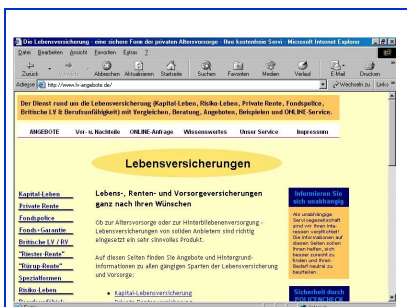 Die Lebensversicherung - eine sichere Form der privaten Altersvorsorge - Ihre kostenfreie Servi - Microsoft Internet Explorer
Datei Bearbeiten Ansicht Favoriten Extras ?
Zurück Vorwärts Abbrechen Aktualisieren Startseite Suchen Favoriten Medien Verlauf E-Mail Drucken
Adresse http://www.lv-angebote.de/ Wechseln zu Links
Der Dienst rund um die Lebensversicherung (Kapital-Leben, Risiko-Leben, Private Rente, Fondspolice,
Britische LV & Berufsunfähigkeit) mit Vergleichen, Beratung, Angeboten, Beispielen und ONLINE-Service.
ANGEBOTE Vor- u. Nachteile ONLINE-Anfrage Wissenswertes Unser Service Impressum
Lebensversicherungen
Kapital-Leben
Private Rente
Fondspolice
Fonds+Garantie
Britische LV / RV
"Riester-Rente"
"Rürup-Rente"
Spezialformen
Risiko-Leben
Lebens-, Renten- und Vorsorgeversicherungen
ganz nach Ihren Wünschen
Ob zur Altersvorsorge oder zur Hinterbliebenenversorgung -
Lebensversicherungen von soliden Anbietern sind richtig
eingesetzt ein sehr sinnvolles Produkt.
Auf diesen Seiten finden Sie Angebote und Hintergrund-
informationen zu allen gängigen Sparten der Lebensversicherung
und Vorsorge:
Kapital-Lebensversicherung
Informieren Sie
sich unabhängig
Als unabhängige
Servicegesellschaft
sind wir Ihren Inte-
ressen verpflichtet!
Die Informationen auf
diesen Seiten sollen
Ihnen helfen, sich
besser zurecht zu
finden und Ihren
Bedarf neutral zu
beurteilen.
Sicherheit durch
POLICENCHECK